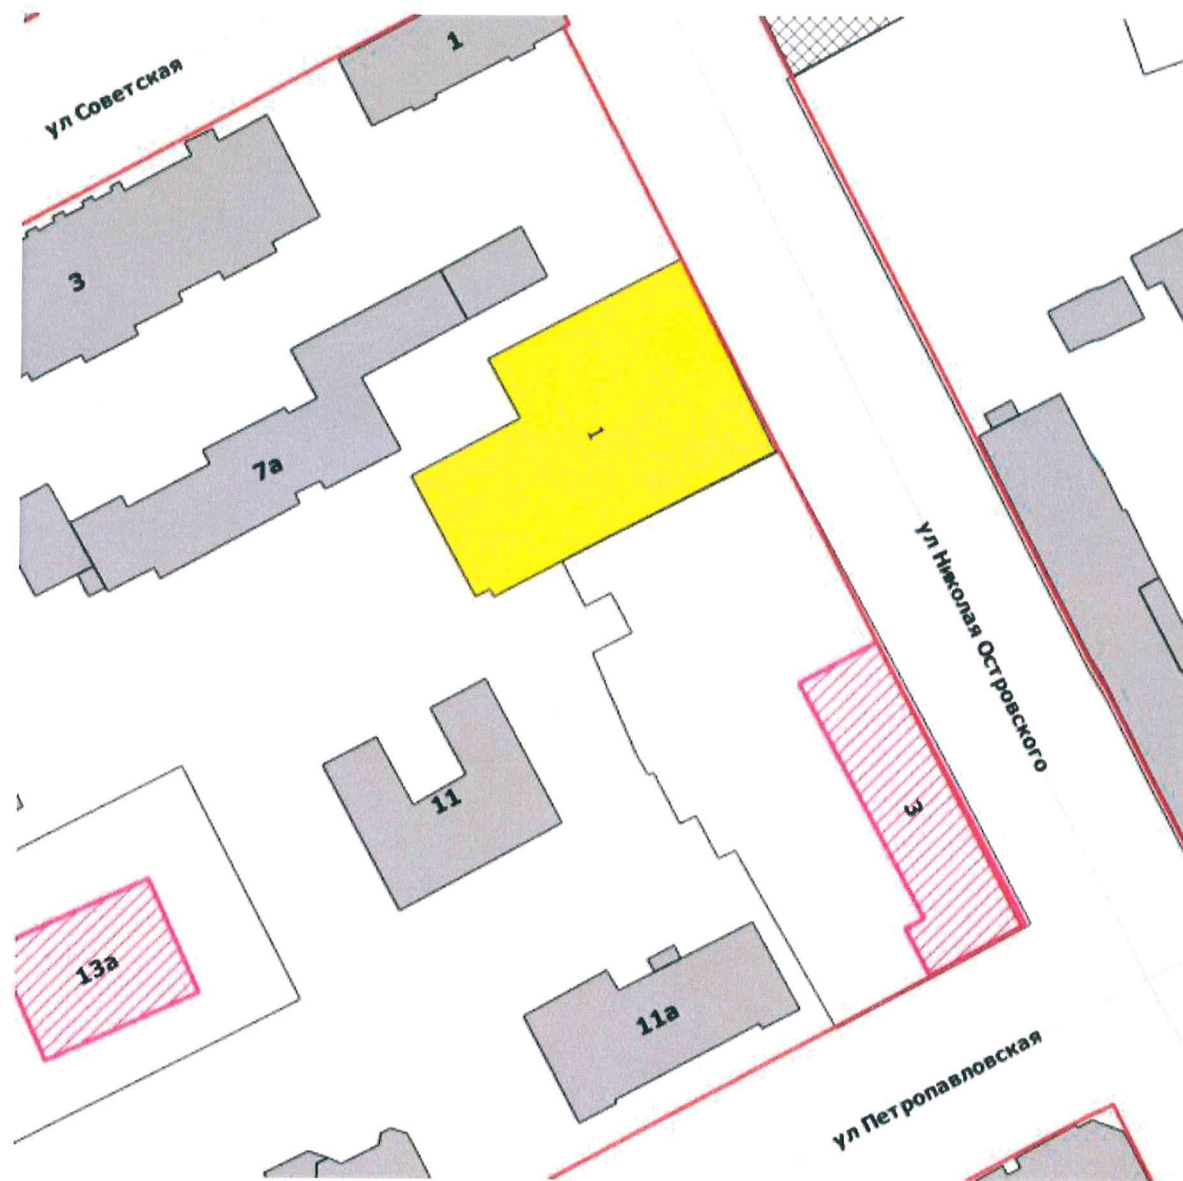 1
ул Советская
3
1
7а
ул Николая Островского
11
3
13а
11а
ул Петропавловская